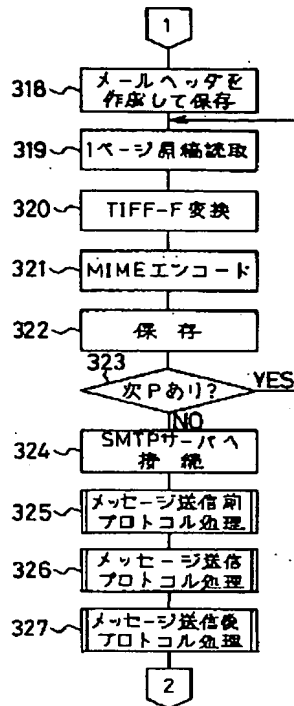 1
318
メールヘッダを
作成して保存
319
1ページ原稿読取
320
TIFF-F変換
321
MIMEエンコード
322
保存
323
次Pあり?
YES
NO
324
SMTPサーバへ
接続
325
メッセージ送信前
プロトコル処理
326
メッセージ送信
プロトコル処理
327
メッセージ送信後
プロトコル処理
2